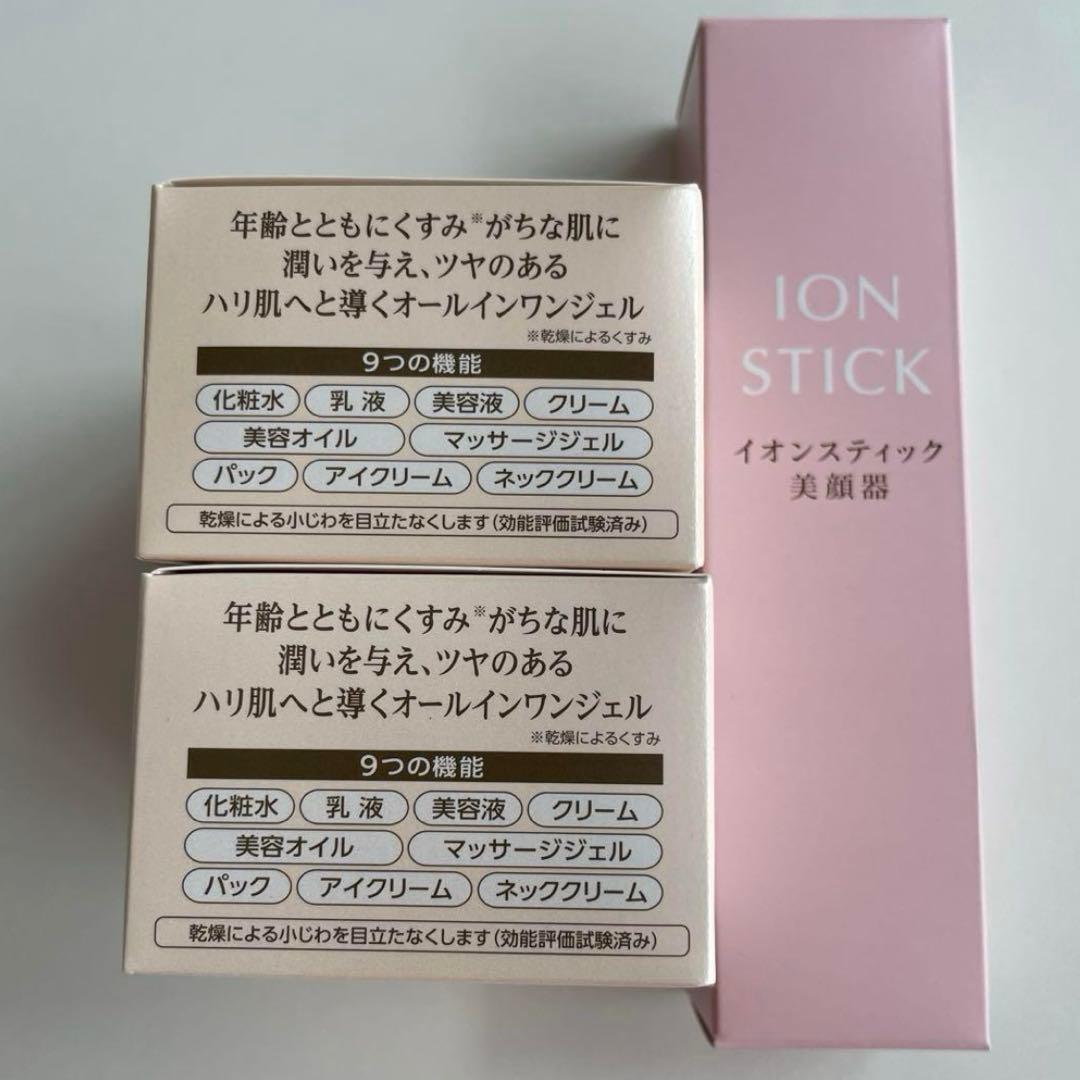 年齢とともにくすみ※がちな肌に
潤いを与え、ツヤのある
ハリ肌へと導くオールインワンジェル
※乾燥によるくすみ
9つの機能
化粧水 乳液 美容液 クリーム
美容オイル マッサージジェル
パック アイクリーム ネッククリーム
乾燥による小じわを目立たなくします(効能評価試験済み)
年齢とともにくすみ※がちな肌に
潤いを与え、ツヤのある
ハリ肌へと導くオールインワンジェル
※乾燥によるくすみ
9つの機能
化粧水 乳液 美容液 クリーム
美容オイル マッサージジェル
パック アイクリーム ネッククリーム
乾燥による小じわを目立たなくします(効能評価試験済み)
ION
STICK
イオンスティック
美顔器